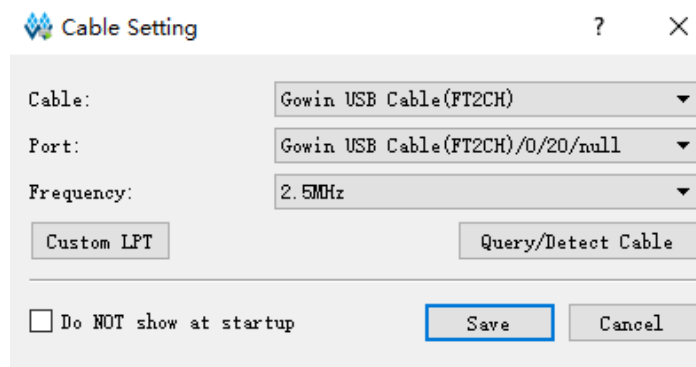 Cable Setting
?
Cable:
Gowin USB Cable(FT2CH)
Port:
Gowin USB Cable(FT2CH)/0/20/null
Frequency:
2.5MHz
Custom LPT
Query/Detect Cable
Do NOT show at startup
Save
Cancel